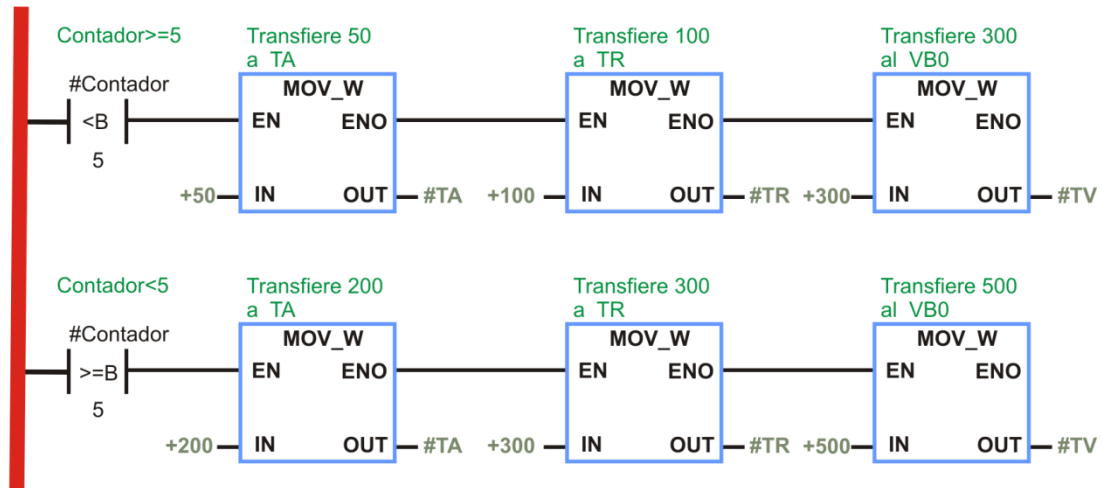 Contador>=5
Transfiere 50
a TA
Transfiere 100
a TR
Transfiere 300
al VB0
#Contador
MOV_W
MOV_W
MOV_W
<B
EN ENO
EN ENO
EN ENO
5
+50 IN OUT #TA
+100 IN OUT #TR
+300 IN OUT #TV
Contador<5
Transfiere 200
a TA
Transfiere 300
a TR
Transfiere 500
al VB0
#Contador
MOV_W
MOV_W
MOV_W
>=B
EN ENO
EN ENO
EN ENO
5
+200 IN OUT #TA
+300 IN OUT #TR
+500 IN OUT #TV